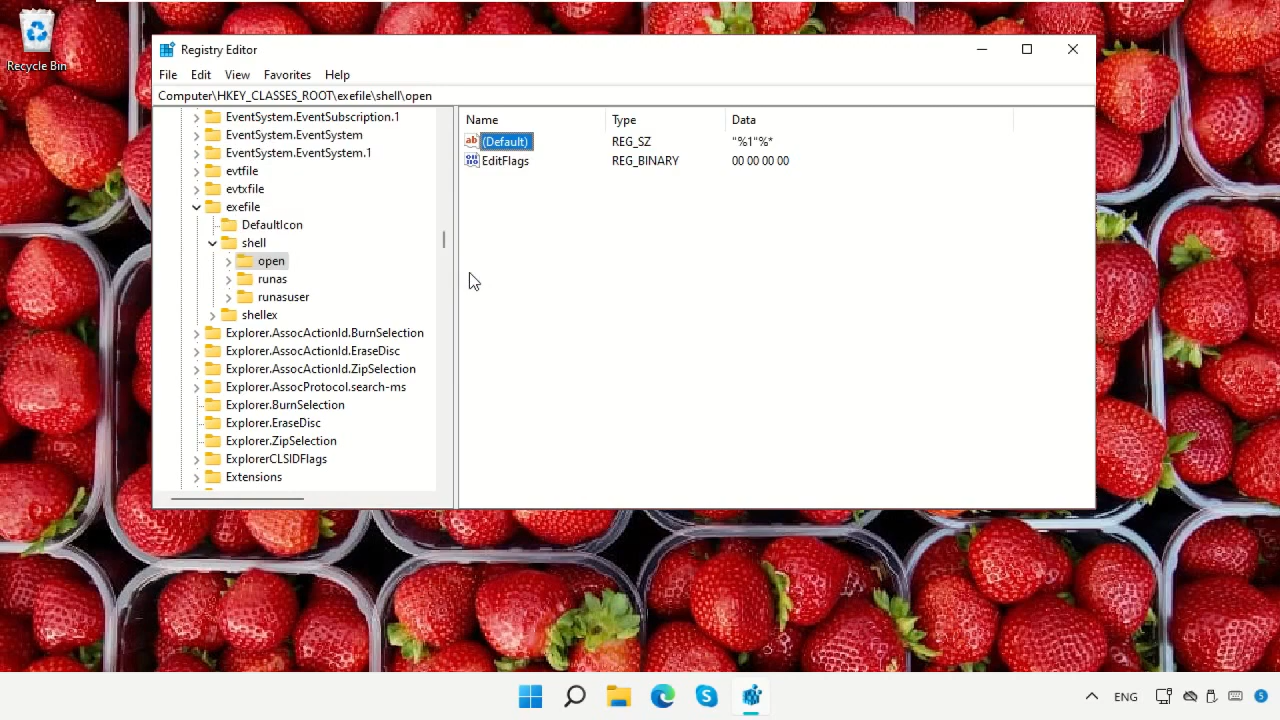 Recycle Bin
Registry Editor
File Edit View Favorites Help
Computer\HKEY_CLASSES_ROOT\exefile\shell\open
EventSystem.EventSubscription.1
EventSystem.EventSystem
EventSystem.EventSystem.1
evtfile
evtxfile
exefile
DefaultIcon
shell
open
runas
runasuser
shellex
Explorer.AssocActionId.BurnSelection
Explorer.AssocActionId.EraseDisc
Explorer.AssocActionId.ZipSelection
Explorer.AssocProtocol.search-ms
Explorer.BurnSelection
Explorer.EraseDisc
Explorer.ZipSelection
ExplorerCLSIDFlags
Extensions
Name Type Data
(Default) REG_SZ "%1"%*
EditFlags REG_BINARY 00 00 00 00
ENG 5